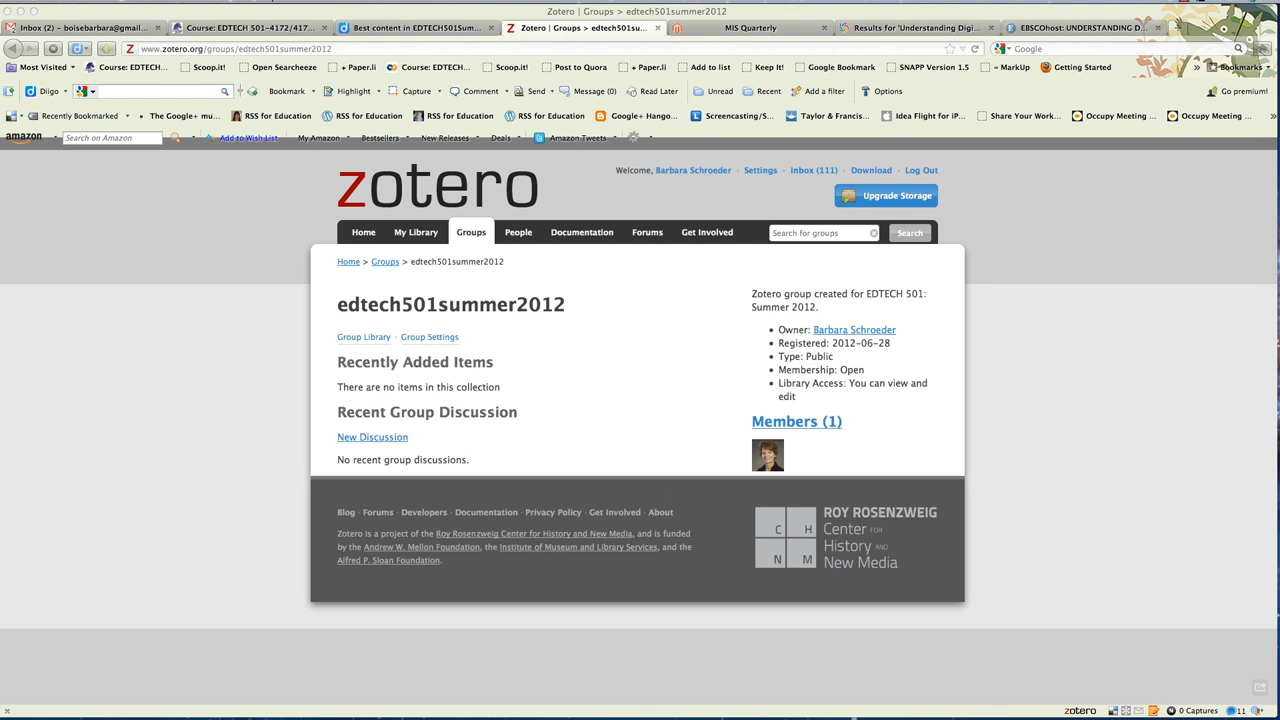 Zotero | Groups > edtech501summer2012
Inbox (2) – boisebarbara@gmail... Course: EDTECH 501–4172/417... Best content in EDTECH501Sum... Zotero | Groups > edtech501su... MIS Quarterly Results for 'Understanding Digi... EBSCOhost: UNDERSTANDING D...
www.zotero.org/groups/edtech501summer2012 Google
Most Visited Course: EDTECH... Scoop.it! Open Searcheeze + Paper.li Course: EDTECH... Scoop.it! Post to Quora + Paper.li Add to list Keep It! Google Bookmark SNAPP Version 1.5 = MarkUp Getting Started » Bookmarks
Diigo Bookmark Highlight Capture Comment Send Message (0) Read Later Unread Recent Add a filter Options Go premium!
Recently Bookmarked The Google+ mu... RSS for Education RSS for Education RSS for Education RSS for Education Google+ Hango... Screencasting/S... Taylor & Francis... Idea Flight for iP... Share Your Work... Occupy Meeting ... Occupy Meeting ...
amazon Search on Amazon Add to Wish List My Amazon Bestsellers New Releases Deals Amazon Tweets
zotero
Welcome, Barbara Schroeder · Settings · Inbox (111) · Download · Log Out
Upgrade Storage
Home My Library Groups People Documentation Forums Get Involved Search for groups Search
Home > Groups > edtech501summer2012
edtech501summer2012
Group Library · Group Settings
Recently Added Items
There are no items in this collection
Recent Group Discussion
New Discussion
No recent group discussions.
Zotero group created for EDTECH 501:
Summer 2012.
• Owner: Barbara Schroeder
• Registered: 2012–06–28
• Type: Public
• Membership: Open
• Library Access: You can view and
edit
Members (1)
Blog · Forums · Developers · Documentation · Privacy Policy · Get Involved · About
Zotero is a project of the Roy Rosenzweig Center for History and New Media, and is funded
by the Andrew W. Mellon Foundation, the Institute of Museum and Library Services, and the
Alfred P. Sloan Foundation.
C H
N M
ROY ROSENZWEIG
Center FOR
History AND
New Media
zotero 0 Captures 11